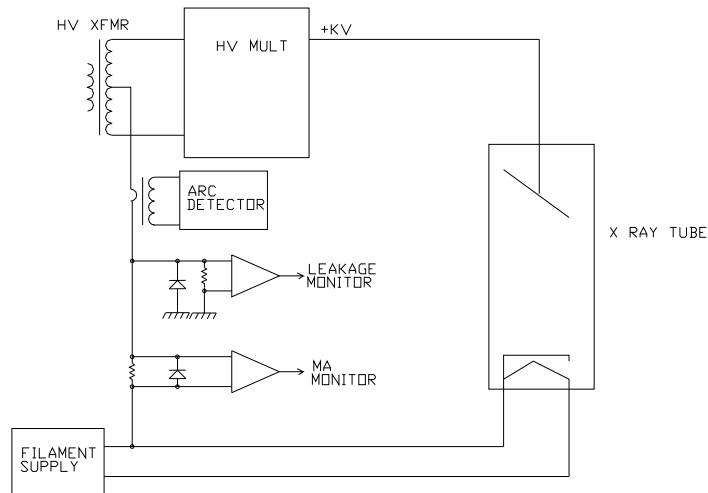 HV XFMR
HV MULT
+KV
ARC
DETECTOR
X RAY TUBE
LEAKAGE
MONITOR
MA
MONITOR
FILAMENT
SUPPLY